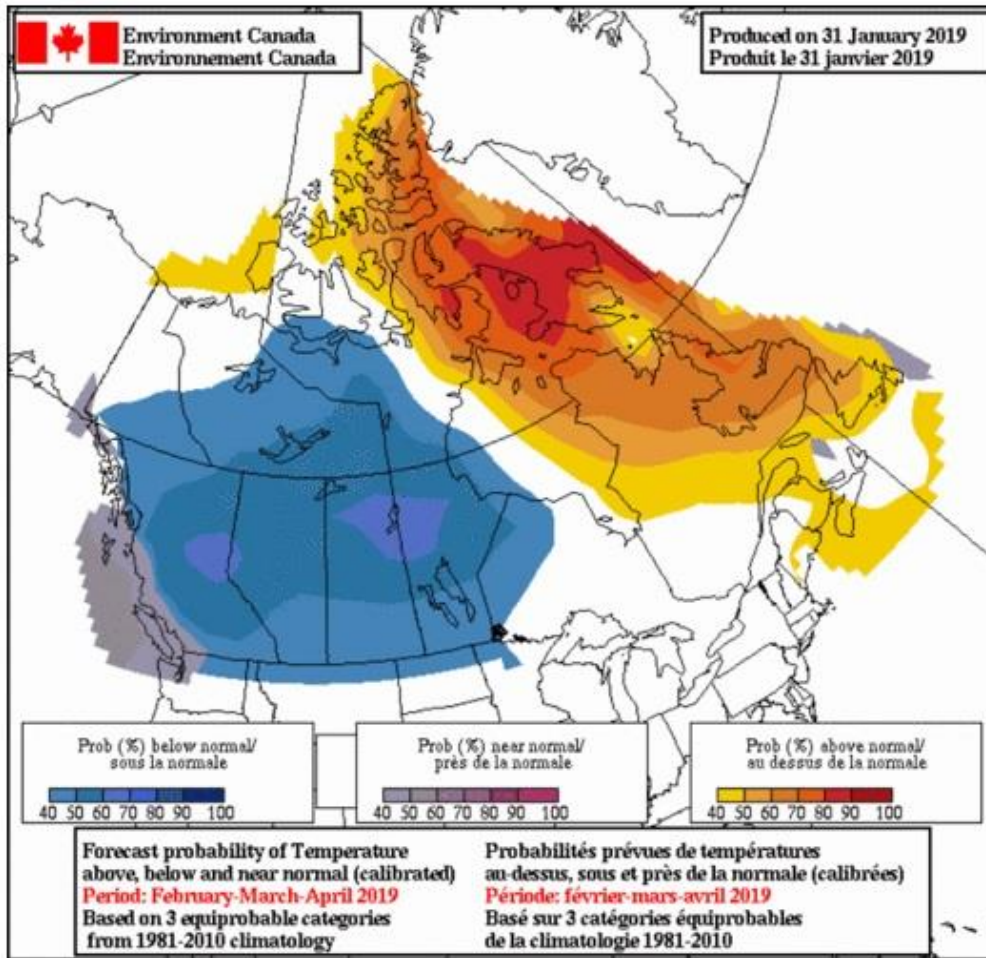 Environment Canada
Environnement Canada
Produced on 31 January 2019
Produit le 31 janvier 2019
Prob (%) below normal/
sous la normale
40 50 60 70 80 90 100
Prob (%) near normal/
près de la normale
40 50 60 70 80 90 100
Prob (%) above normal/
au dessus de la normale
40 50 60 70 80 90 100
Forecast probability of Temperature
above, below and near normal (calibrated)
Period: February-March-April 2019
Based on 3 equiprobable categories
from 1981-2010 climatology
Probabilités prévues de températures
au-dessus, sous et près de la normale (calibrées)
Période: février-mars-avril 2019
Basé sur 3 catégories équiprobables
de la climatologie 1981-2010